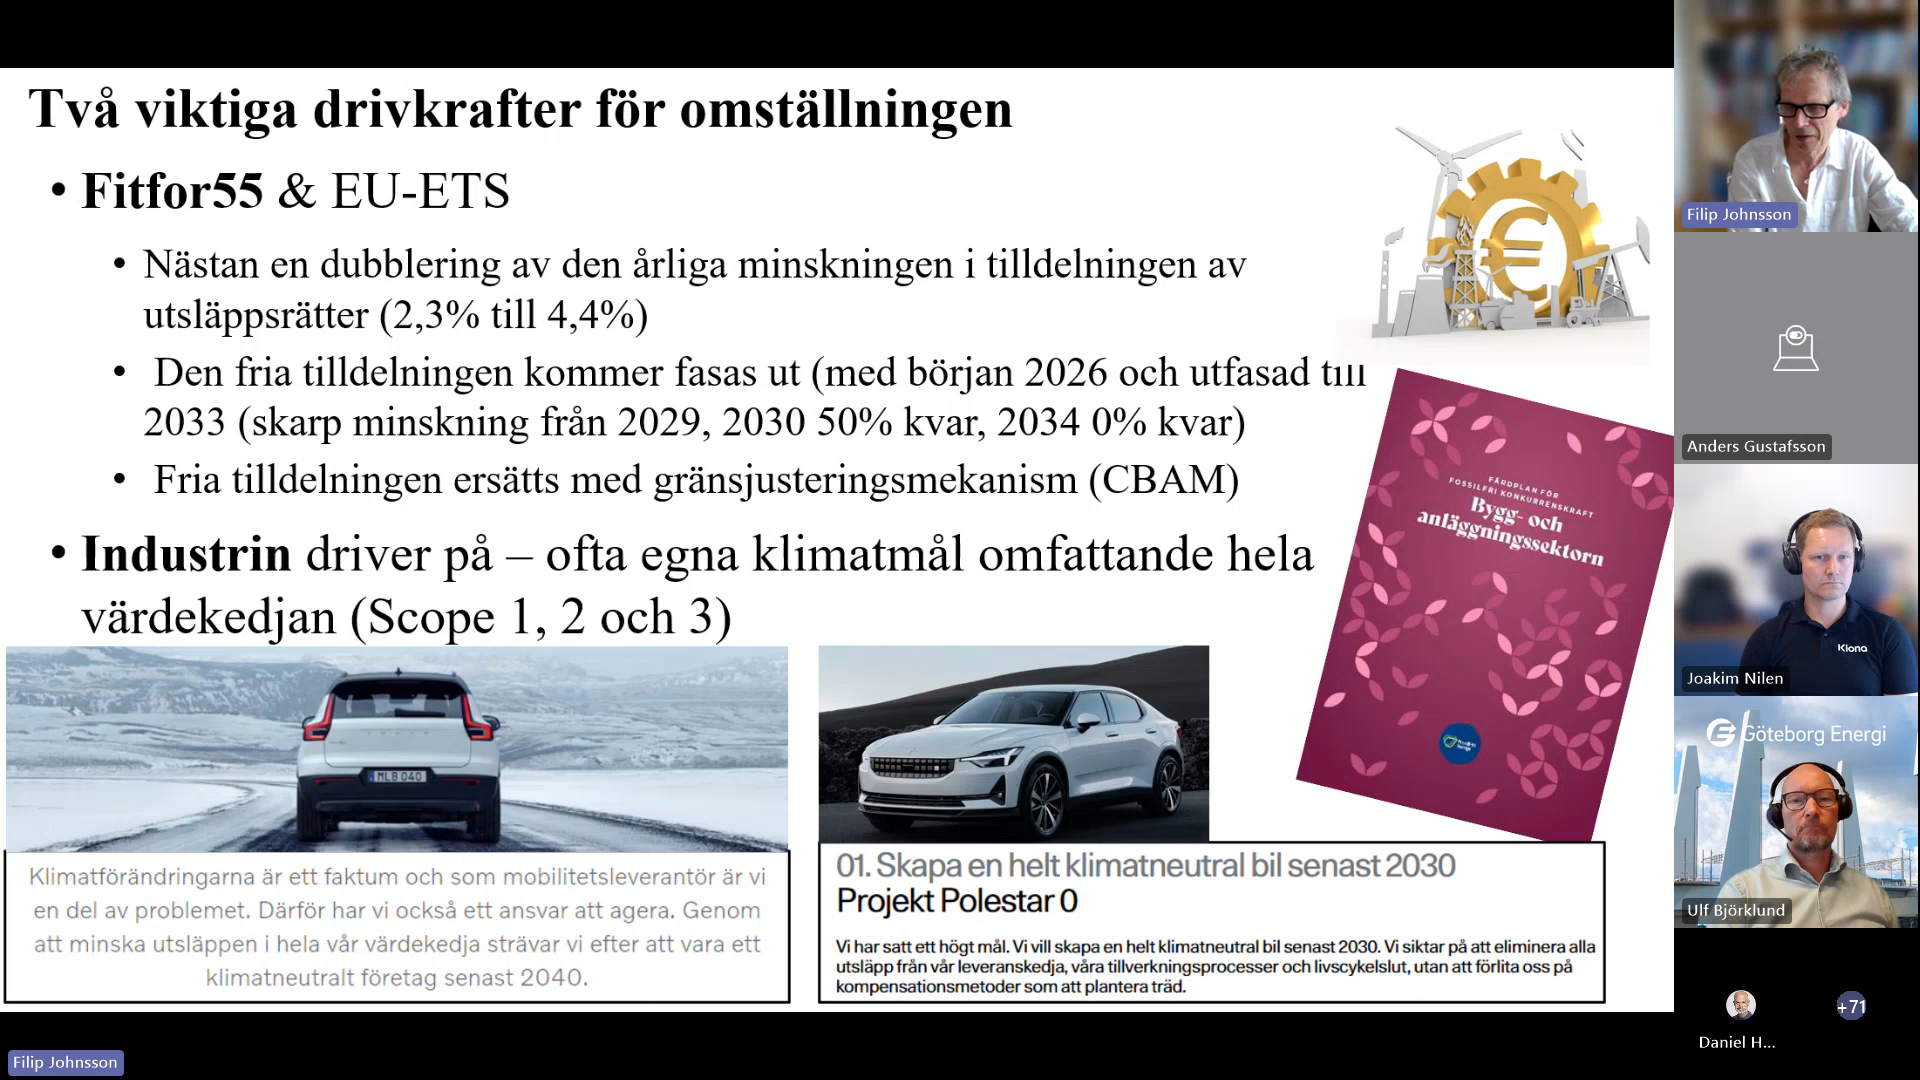 Två viktiga drivkrafter för omställningen
• Fitfor55 & EU-ETS
• Nästan en dubblering av den årliga minskningen i tilldelningen av
utsläppsrätter (2,3% till 4,4%)
• Den fria tilldelningen kommer fasas ut (med början 2026 och utfasad till
2033 (skarp minskning från 2029, 2030 50% kvar, 2034 0% kvar)
• Fria tilldelningen ersätts med gränsjusteringsmekanism (CBAM)
• Industrin driver på – ofta egna klimatmål omfattande hela
värdekedjan (Scope 1, 2 och 3)
FÄRDPLAN FÖR
FOSSILFRI KONKURRENSKRAFT
Bygg- och
anläggningssektorn
MLB 040
Klimatförändringarna är ett faktum och som mobilitetsleverantör är vi
en del av problemet. Därför har vi också ett ansvar att agera. Genom
att minska utsläppen i hela vår värdekedja strävar vi efter att vara ett
klimatneutralt företag senast 2040.
01. Skapa en helt klimatneutral bil senast 2030
Projekt Polestar 0
Vi har satt ett högt mål. Vi vill skapa en helt klimatneutral bil senast 2030. Vi siktar på att eliminera alla
utsläpp från vår leveranskedja, våra tillverkningsprocesser och livscykelslut, utan att förlita oss på
kompensationsmetoder som att plantera träd.
Filip Johnsson
Filip Johnsson
Anders Gustafsson
Kiona
Joakim Nilen
Göteborg Energi
Ulf Björklund
Daniel H...
+71